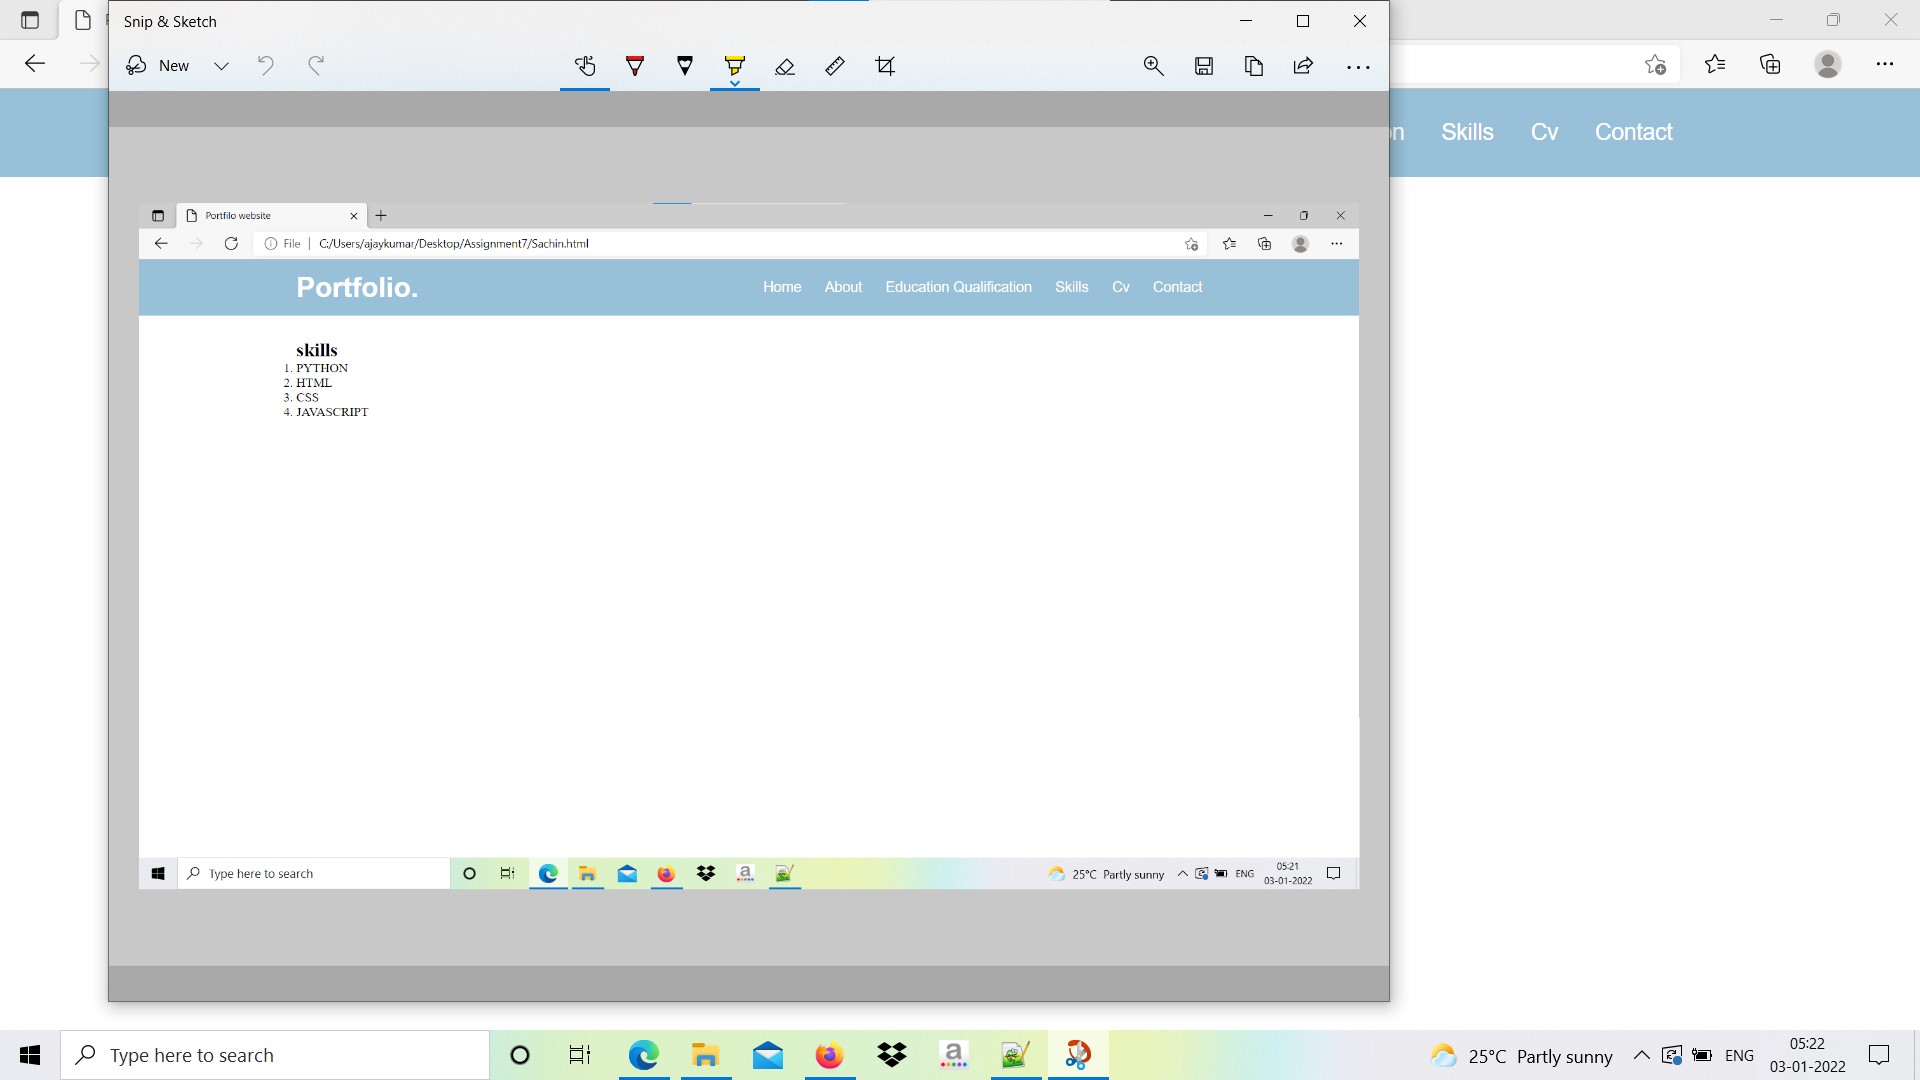 Snip & Sketch
New
Skills Cv Contact
Portfilo website
File C:/Users/ajaykumar/Desktop/Assignment7/Sachin.html
Portfolio. Home About Education Qualification Skills Cv Contact
skills
1. PYTHON
2. HTML
3. CSS
4. JAVASCRIPT
Type here to search a 25°C Partly sunny ENG 05:21
03-01-2022
Type here to search a 25°C Partly sunny ENG 05:22
03-01-2022